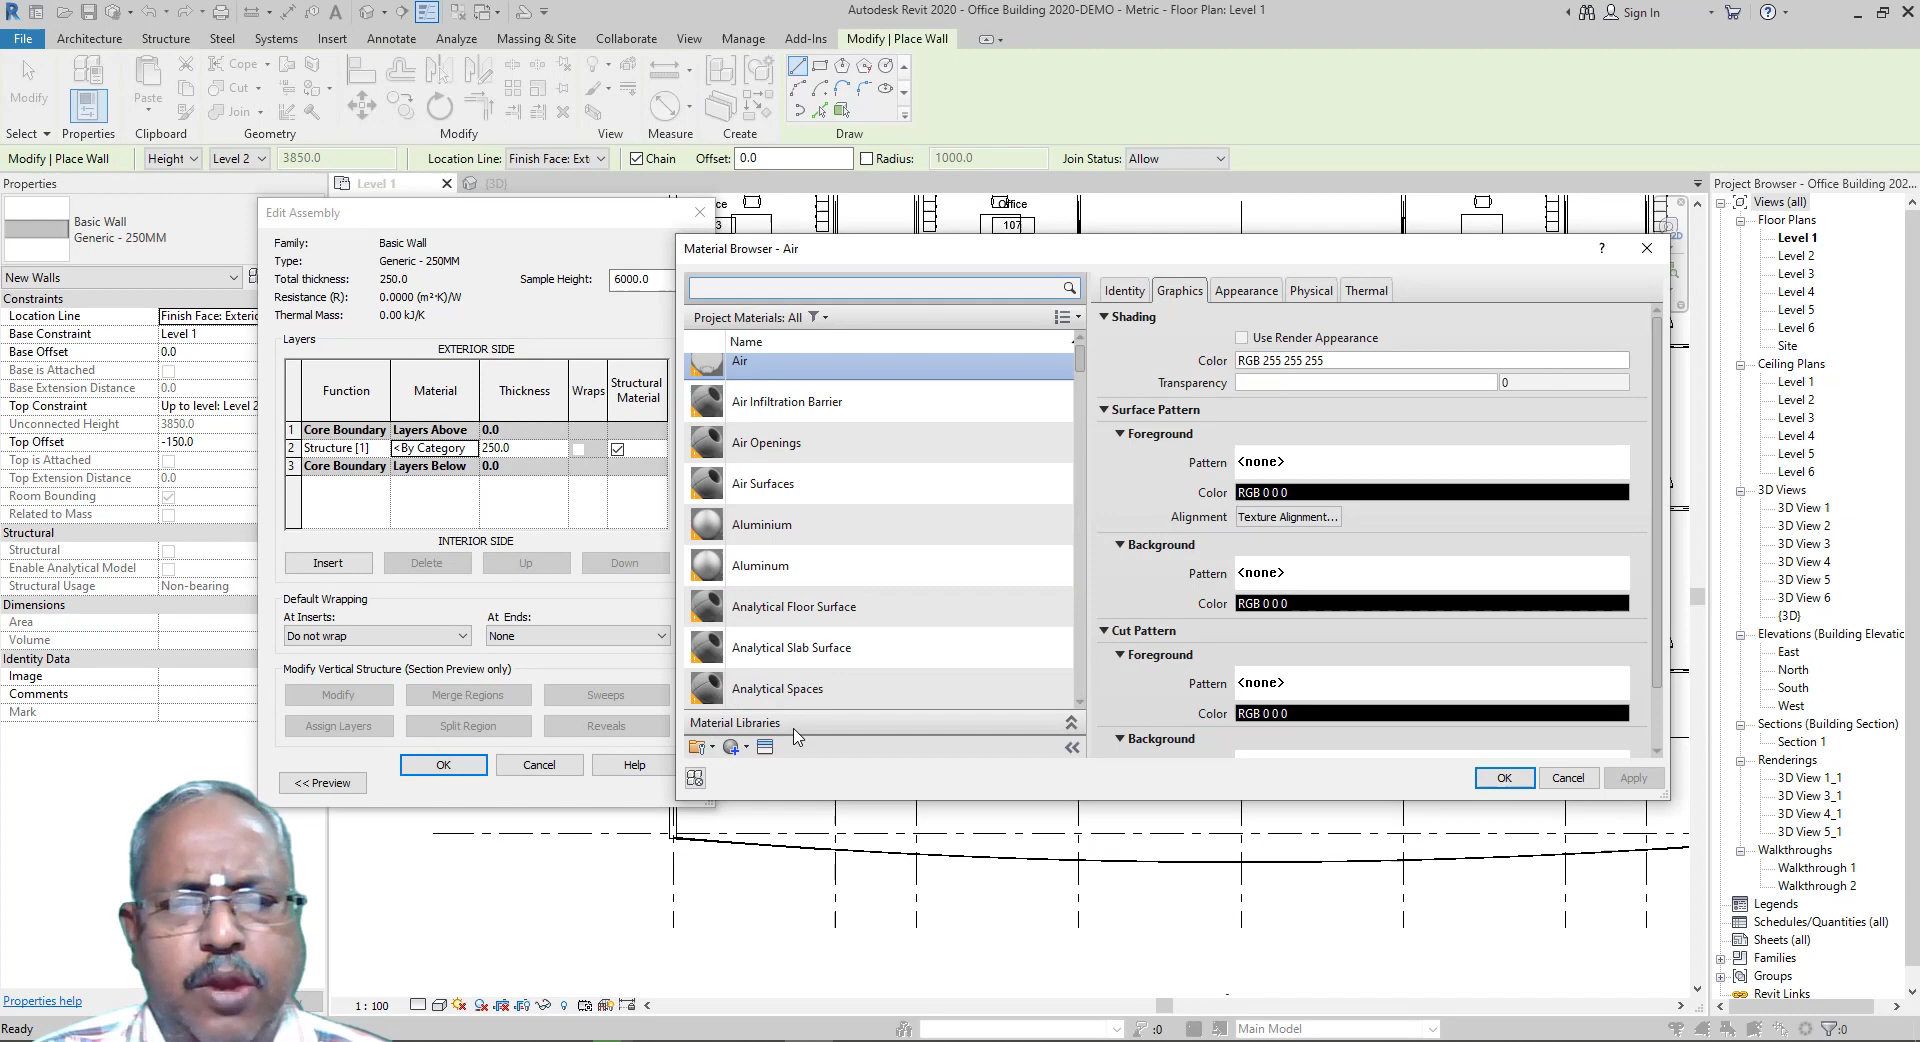 Autodesk Revit 2020 - Office Building 2020-DEMO - Metric - Floor Plan: Level 1
Sign In
File Architecture Structure Steel Systems Insert Annotate Analyze Massing & Site Collaborate View Manage Add-Ins Modify | Place Wall
Modify Paste Cope Cut Join
Select Properties Clipboard Geometry Modify View Measure Create Draw
Modify | Place Wall Height Level 2 3850.0 Location Line: Finish Face: Ext Chain Offset: 0.0 Radius: 1000.0 Join Status: Allow
Properties
Basic Wall
Generic - 250MM
New Walls
Constraints
Location Line Finish Face: Exteric
Base Constraint Level 1
Base Offset 0.0
Base is Attached
Base Extension Distance 0.0
Top Constraint Up to level: Level 2
Unconnected Height 3850.0
Top Offset -150.0
Top is Attached
Top Extension Distance 0.0
Room Bounding
Related to Mass
Structural
Structural
Enable Analytical Model
Structural Usage Non-bearing
Dimensions
Area
Volume
Identity Data
Image
Comments
Mark
Properties help
Ready
Level 1 {3D}
107
Edit Assembly
Family: Basic Wall
Type: Generic - 250MM
Total thickness: 250.0 Sample Height: 6000.0
Resistance (R): 0.0000 (m²·K)/W
Thermal Mass: 0.00 kJ/K
Layers
EXTERIOR SIDE
Function Material Thickness Wraps Structural Material
1 Core Boundary Layers Above 0.0
2 Structure [1] <By Category 250.0
3 Core Boundary Layers Below 0.0
INTERIOR SIDE
Insert Delete Up Down
Default Wrapping
At Inserts: At Ends:
Do not wrap None
Modify Vertical Structure (Section Preview only)
Modify Merge Regions Sweeps
Assign Layers Split Region Reveals
OK Cancel Help
<< Preview
Material Browser - Air
?
Project Materials: All
Name
Air
Air Infiltration Barrier
Air Openings
Air Surfaces
Aluminium
Aluminum
Analytical Floor Surface
Analytical Slab Surface
Analytical Spaces
Material Libraries
Identity Graphics Appearance Physical Thermal
Shading
Use Render Appearance
Color RGB 255 255 255
Transparency 0
Surface Pattern
Foreground
Pattern <none>
Color RGB 0 0 0
Alignment Texture Alignment...
Background
Pattern <none>
Color RGB 0 0 0
Cut Pattern
Foreground
Pattern <none>
Color RGB 0 0 0
Background
OK Cancel Apply
1 : 100
:0 Main Model :0
Project Browser - Office Building 202...
Views (all)
Floor Plans
Level 1
Level 2
Level 3
Level 4
Level 5
Level 6
Site
Ceiling Plans
Level 1
Level 2
Level 3
Level 4
Level 5
Level 6
3D Views
3D View 1
3D View 2
3D View 3
3D View 4
3D View 5
3D View 6
{3D}
Elevations (Building Elevatic
East
North
South
West
Sections (Building Section)
Section 1
Renderings
3D View 1_1
3D View 3_1
3D View 4_1
3D View 5_1
Walkthroughs
Walkthrough 1
Walkthrough 2
Legends
Schedules/Quantities (all)
Sheets (all)
Families
Groups
Revit Links